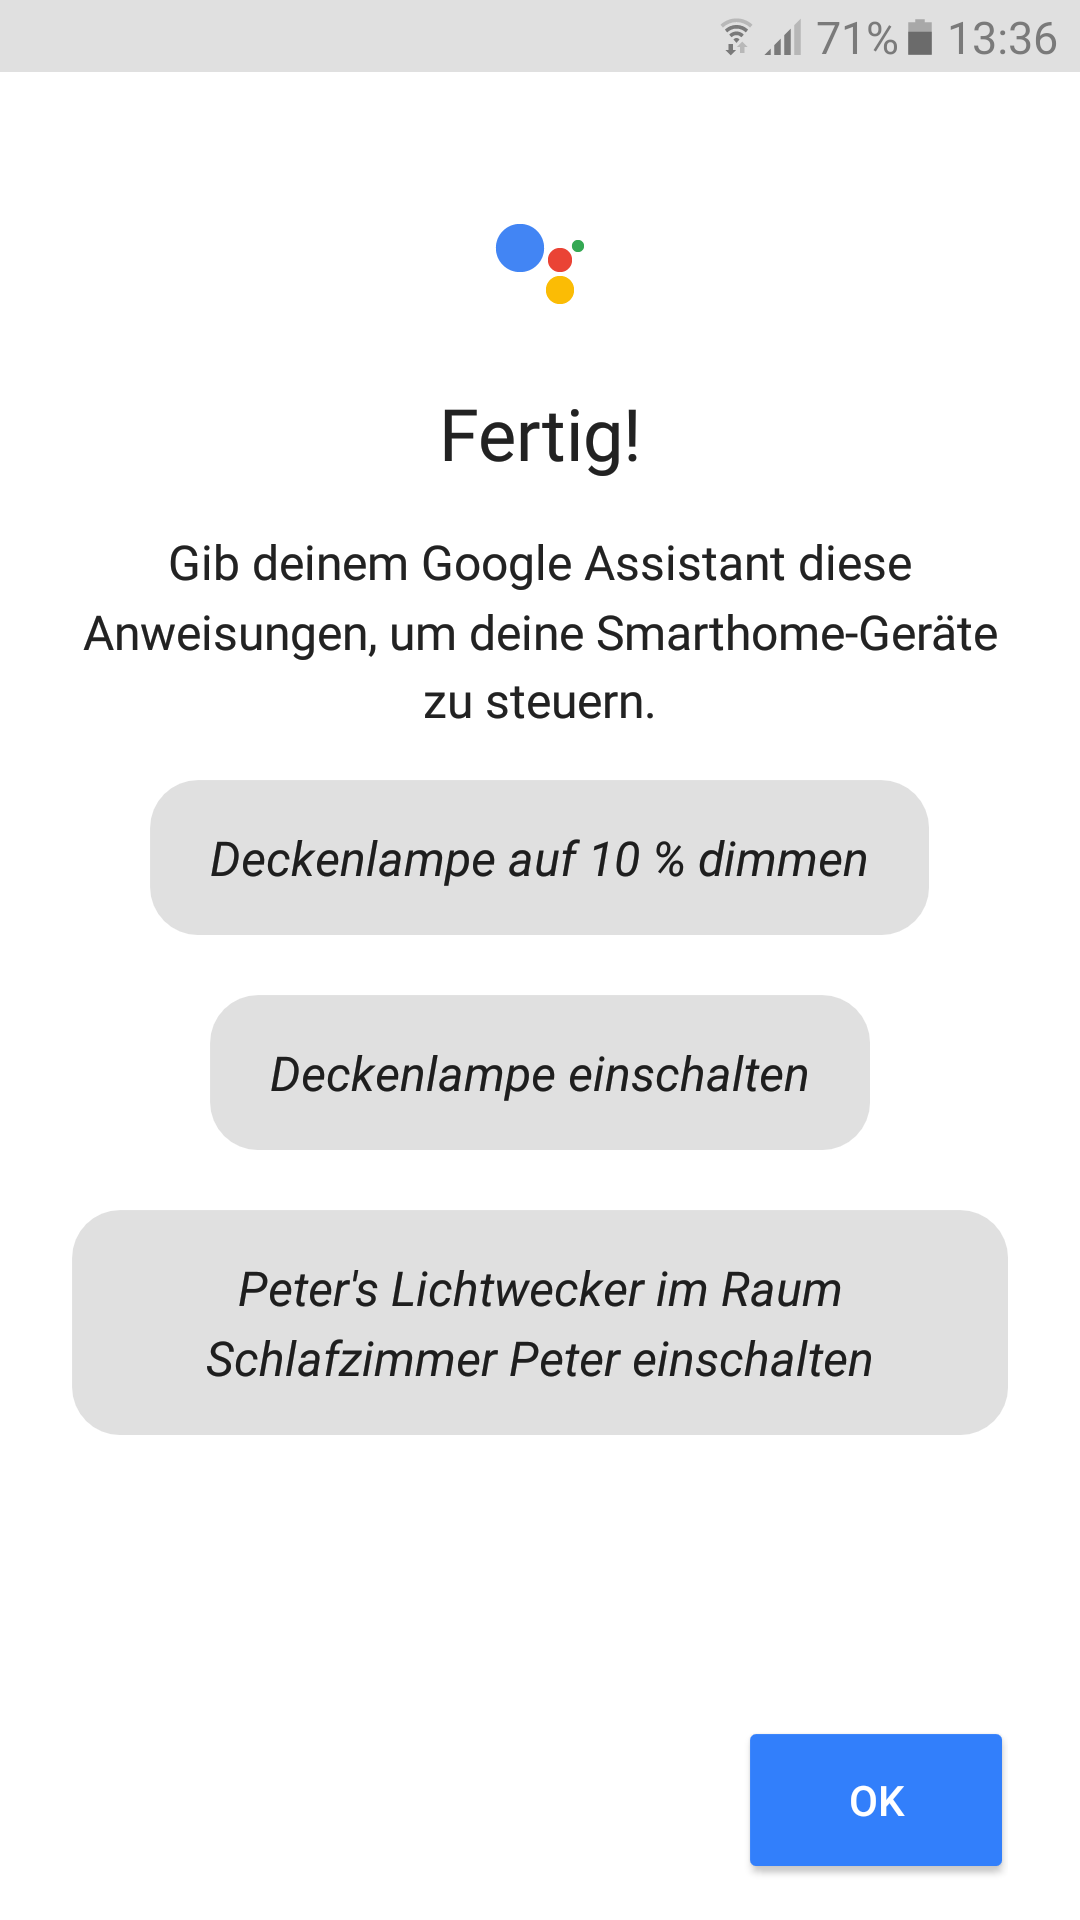 71% 13:36
Fertig!
Gib deinem Google Assistant diese
Anweisungen, um deine Smarthome-Geräte
zu steuern.
Deckenlampe auf 10 % dimmen
Deckenlampe einschalten
Peter's Lichtwecker im Raum
Schlafzimmer Peter einschalten
OK